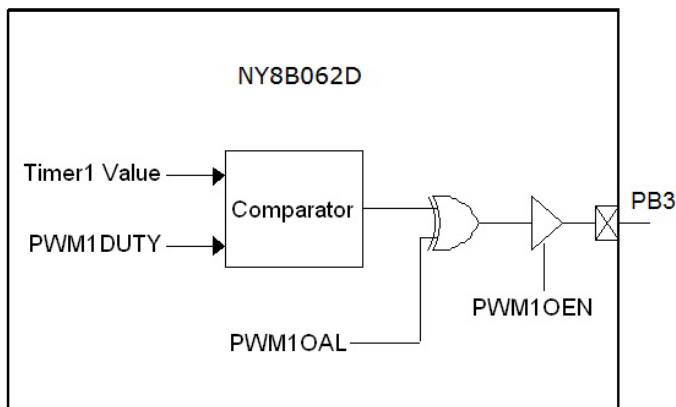 NY8B062D
Timer1 Value
Comparator
PB3
PWM1DUTY
PWM1OEN
PWM1OAL